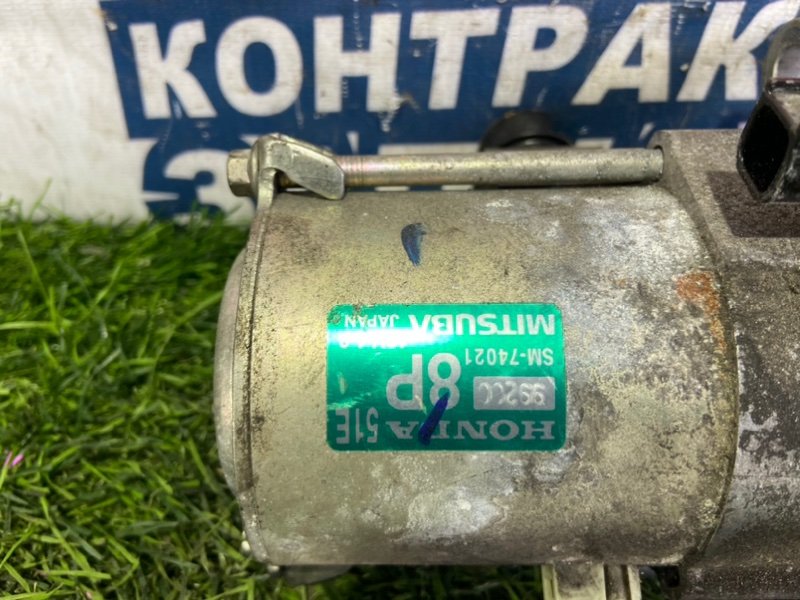 КОНТРАК
HONDA 51E
8P
SM-74021
MITSUBA JAPAN